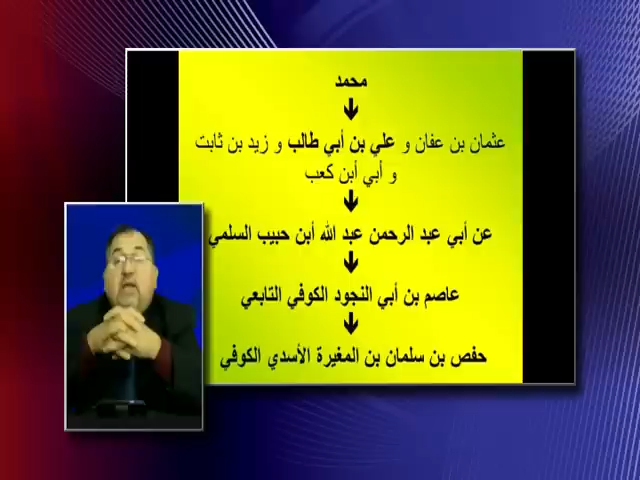 محمد
عثمان بن عفان و علي بن أبي طالب و زيد بن ثابت
و أبي أبن كعب
عن أبي عبد الرحمن عبد الله أبن حبيب السلمي
عاصم بن أبي النجود الكوفي التابعي
حفص بن سلمان بن المغيرة الأسدي الكوفي